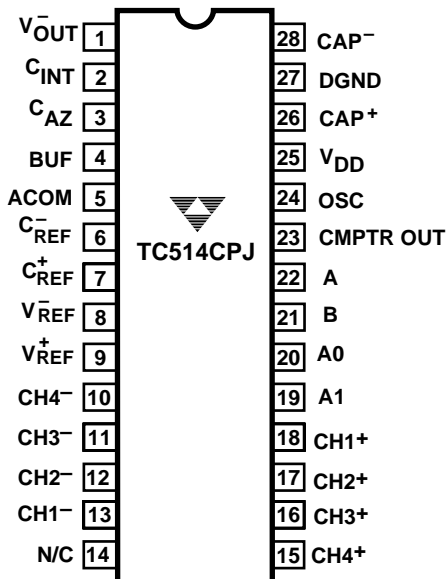 V⁻OUT 1 28 CAP⁻
CINT 2 27 DGND
CAZ 3 26 CAP⁺
BUF 4 25 VDD
ACOM 5 24 OSC
C⁻REF 6 23 CMPTR OUT
TC514CPJ
C⁺REF 7 22 A
V⁻REF 8 21 B
V⁺REF 9 20 A0
CH4⁻ 10 19 A1
CH3⁻ 11 18 CH1+
CH2⁻ 12 17 CH2+
CH1⁻ 13 16 CH3+
N/C 14 15 CH4+